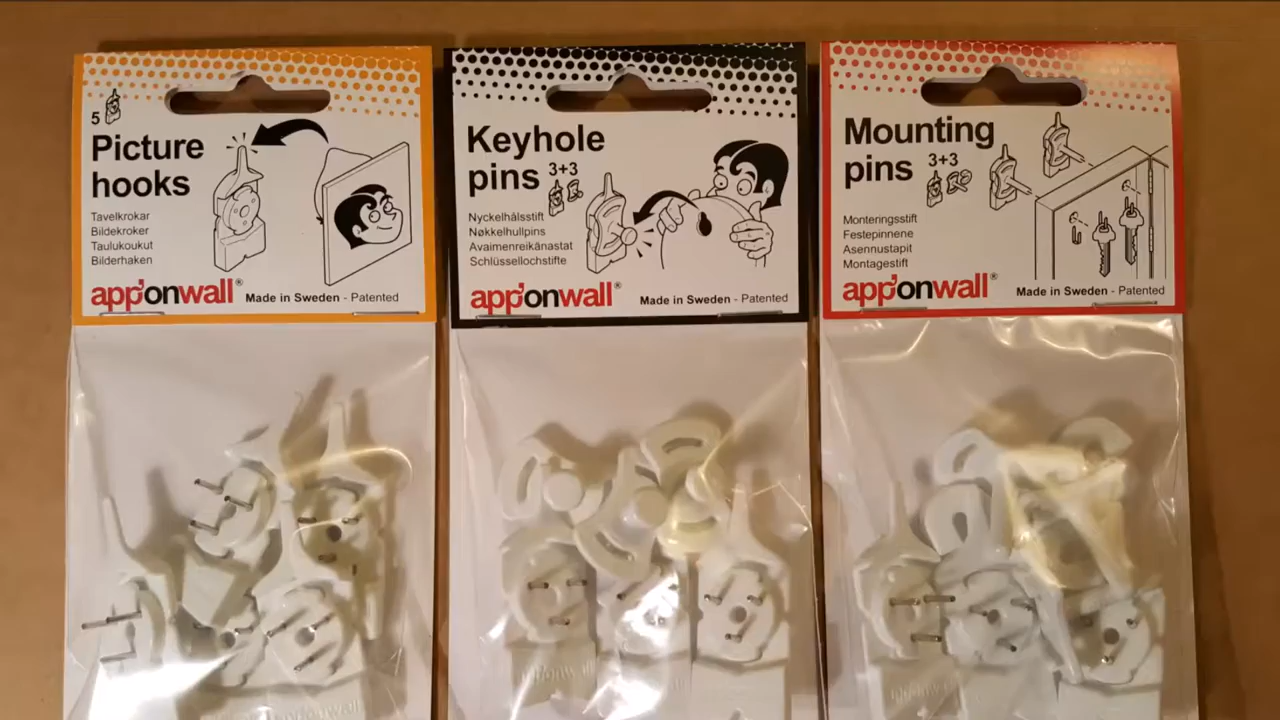 5
Picture
hooks
Tavelkrokar
Bildekroker
Taulukoukut
Bilderhaken
app'onwall®
Made in Sweden - Patented
Keyhole
pins 3+3
Nyckelhålsstift
Nøkkelhullpins
Avaimenreikänastat
Schlüssellochstifte
app'onwall®
Made in Sweden - Patented
Mounting
pins 3+3
Monteringsstift
Festepinnene
Asennustapit
Montagestift
app'onwall®
Made in Sweden - Patented